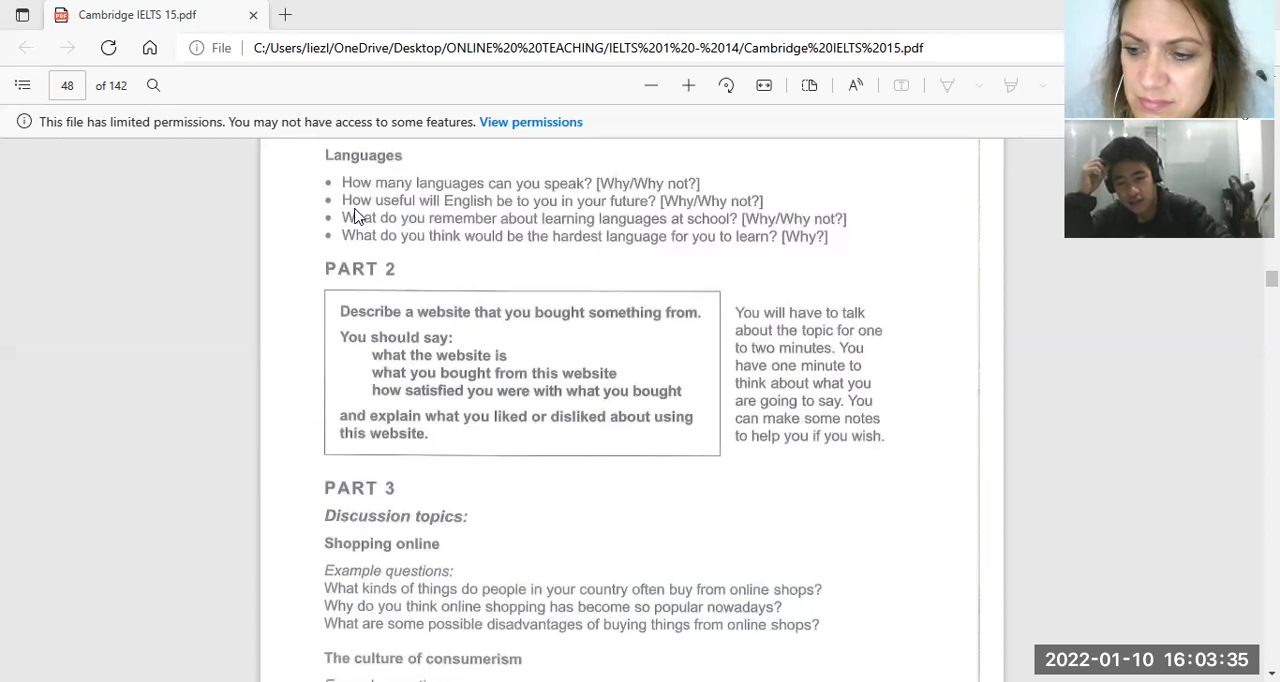 Cambridge IELTS 15.pdf
File
C:/Users/liezl/OneDrive/Desktop/ONLINE%20%20TEACHING/IELTS%201%20-%2014/Cambridge%20IELTS%2015.pdf
48 of 142
This file has limited permissions. You may not have access to some features. View permissions
Languages
• How many languages can you speak? [Why/Why not?]
• How useful will English be to you in your future? [Why/Why not?]
• What do you remember about learning languages at school? [Why/Why not?]
• What do you think would be the hardest language for you to learn? [Why?]
PART 2
Describe a website that you bought something from.
You should say:
what the website is
what you bought from this website
how satisfied you were with what you bought
and explain what you liked or disliked about using
this website.
You will have to talk
about the topic for one
to two minutes. You
have one minute to
think about what you
are going to say. You
can make some notes
to help you if you wish.
PART 3
Discussion topics:
Shopping online
Example questions:
What kinds of things do people in your country often buy from online shops?
Why do you think online shopping has become so popular nowadays?
What are some possible disadvantages of buying things from online shops?
The culture of consumerism
2022-01-10 16:03:35